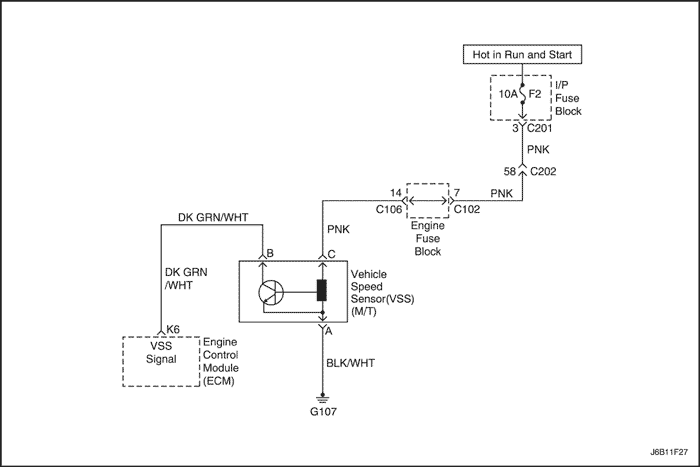 Hot in Run and Start
10A F2
I/P
Fuse
Block
3 C201
PNK
58 C202
14
7
PNK
C106
C102
Engine
Fuse
Block
DK GRN/WHT
PNK
B
C
DK GRN
/WHT
Vehicle
Speed
Sensor(VSS)
(M/T)
A
K6
VSS
Signal
Engine
Control
Module
(ECM)
BLK/WHT
G107
J6B11F27